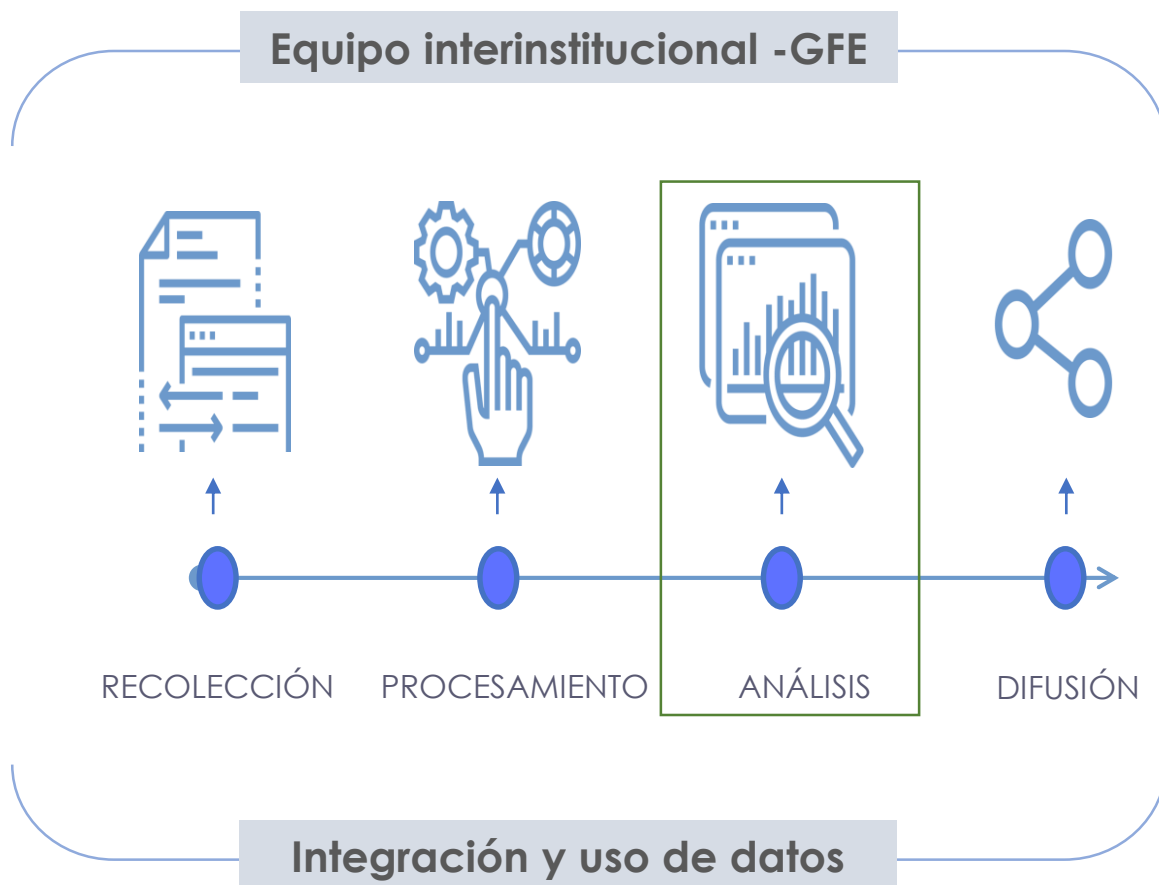 Equipo interinstitucional -GFE
RECOLECCIÓN
PROCESAMIENTO
ANÁLISIS
DIFUSIÓN
Integración y uso de datos